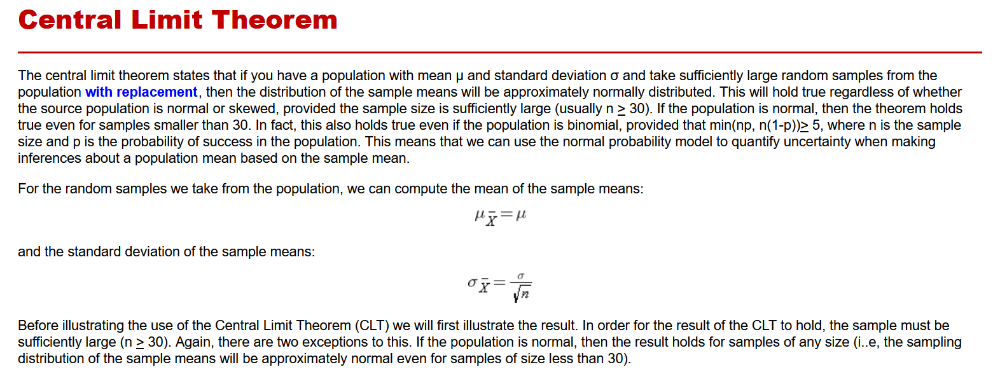 Central Limit Theorem
The central limit theorem states that if you have a population with mean μ and standard deviation σ and take sufficiently large random samples from the
population with replacement, then the distribution of the sample means will be approximately normally distributed. This will hold true regardless of whether
the source population is normal or skewed, provided the sample size is sufficiently large (usually n ≥ 30). If the population is normal, then the theorem holds
true even for samples smaller than 30. In fact, this also holds true even if the population is binomial, provided that min(np, n(1-p))≥ 5, where n is the sample
size and p is the probability of success in the population. This means that we can use the normal probability model to quantify uncertainty when making
inferences about a population mean based on the sample mean.
For the random samples we take from the population, we can compute the mean of the sample means:
μ_X̄ = μ
and the standard deviation of the sample means:
σ_X̄ = σ/√n
Before illustrating the use of the Central Limit Theorem (CLT) we will first illustrate the result. In order for the result of the CLT to hold, the sample must be
sufficiently large (n ≥ 30). Again, there are two exceptions to this. If the population is normal, then the result holds for samples of any size (i..e, the sampling
distribution of the sample means will be approximately normal even for samples of size less than 30).